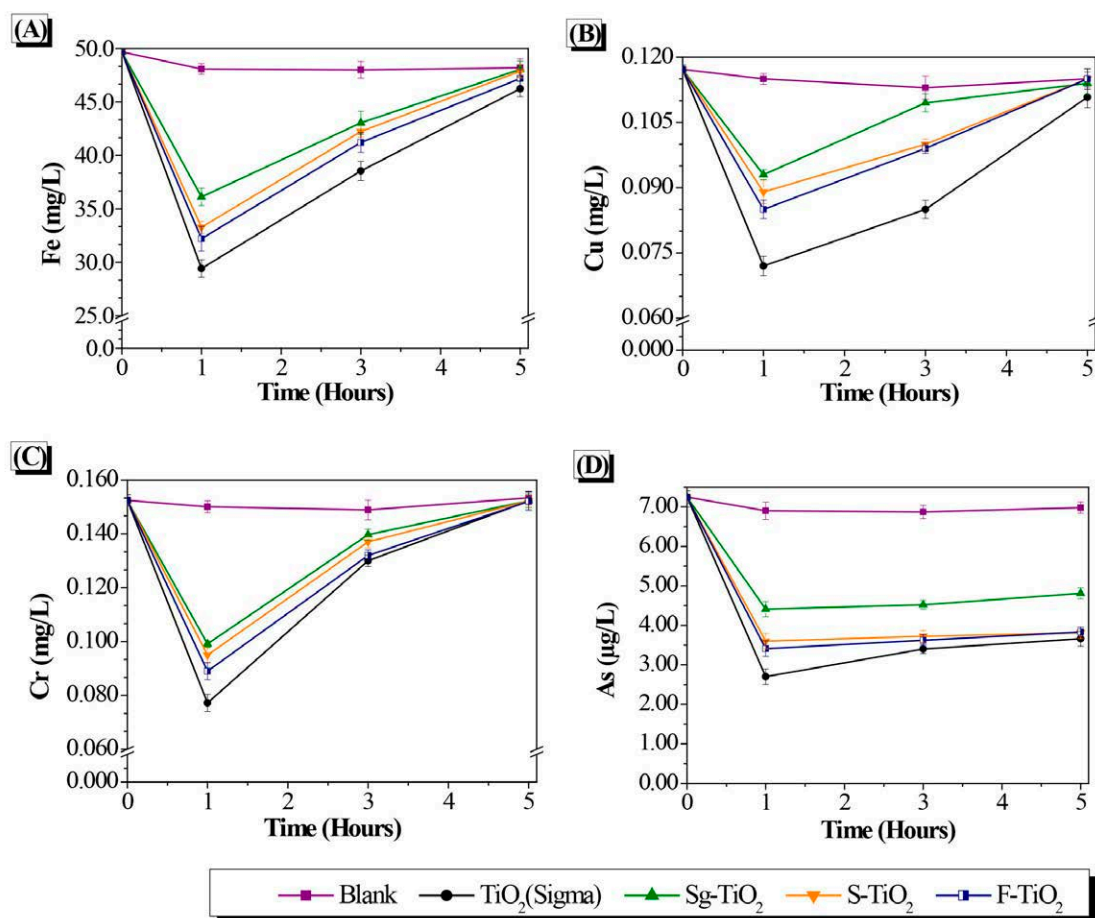 (A)
50.0
45.0
40.0
35.0
30.0
25.0
0.0
Fe (mg/L)
0 1 2 3 4 5
Time (Hours)
(B)
0.120
0.105
0.090
0.075
0.060
0.000
Cu (mg/L)
0 1 2 3 4 5
Time (Hours)
(C)
0.160
0.140
0.120
0.100
0.080
0.060
0.000
Cr (mg/L)
0 1 2 3 4 5
Time (Hours)
(D)
7.00
6.00
5.00
4.00
3.00
2.00
1.00
0.00
As (µg/L)
0 1 2 3 4 5
Time (Hours)
Blank TiO₂(Sigma) Sg-TiO₂ S-TiO₂ F-TiO₂